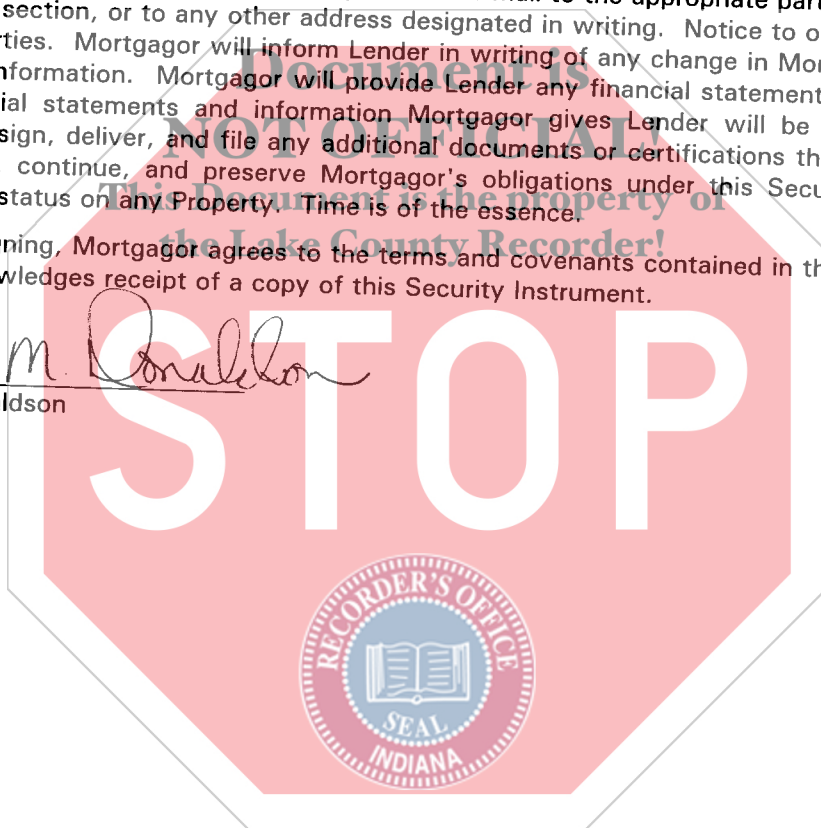 to the appropriate part
section, or to any other address designated in writing. Notice to o
rties. Mortgagor will inform Lender in writing of any change in Mor
nformation. Mortgagor will provide Lender any financial statement
ial statements and information Mortgagor gives Lender will be
sign, deliver, and file any additional documents or certifications th
continue, and preserve Mortgagor's obligations under this Secu
status on any Property. Time is of the essence.
Document is
NOT OFFICIAL!
This Document is the property of
the Lake County Recorder!
ning, Mortgagor agrees to the terms and covenants contained in th
wledges receipt of a copy of this Security Instrument.
M. Donaldson
ldson
STOP
RECORDER'S OFFICE
SEAL
INDIANA